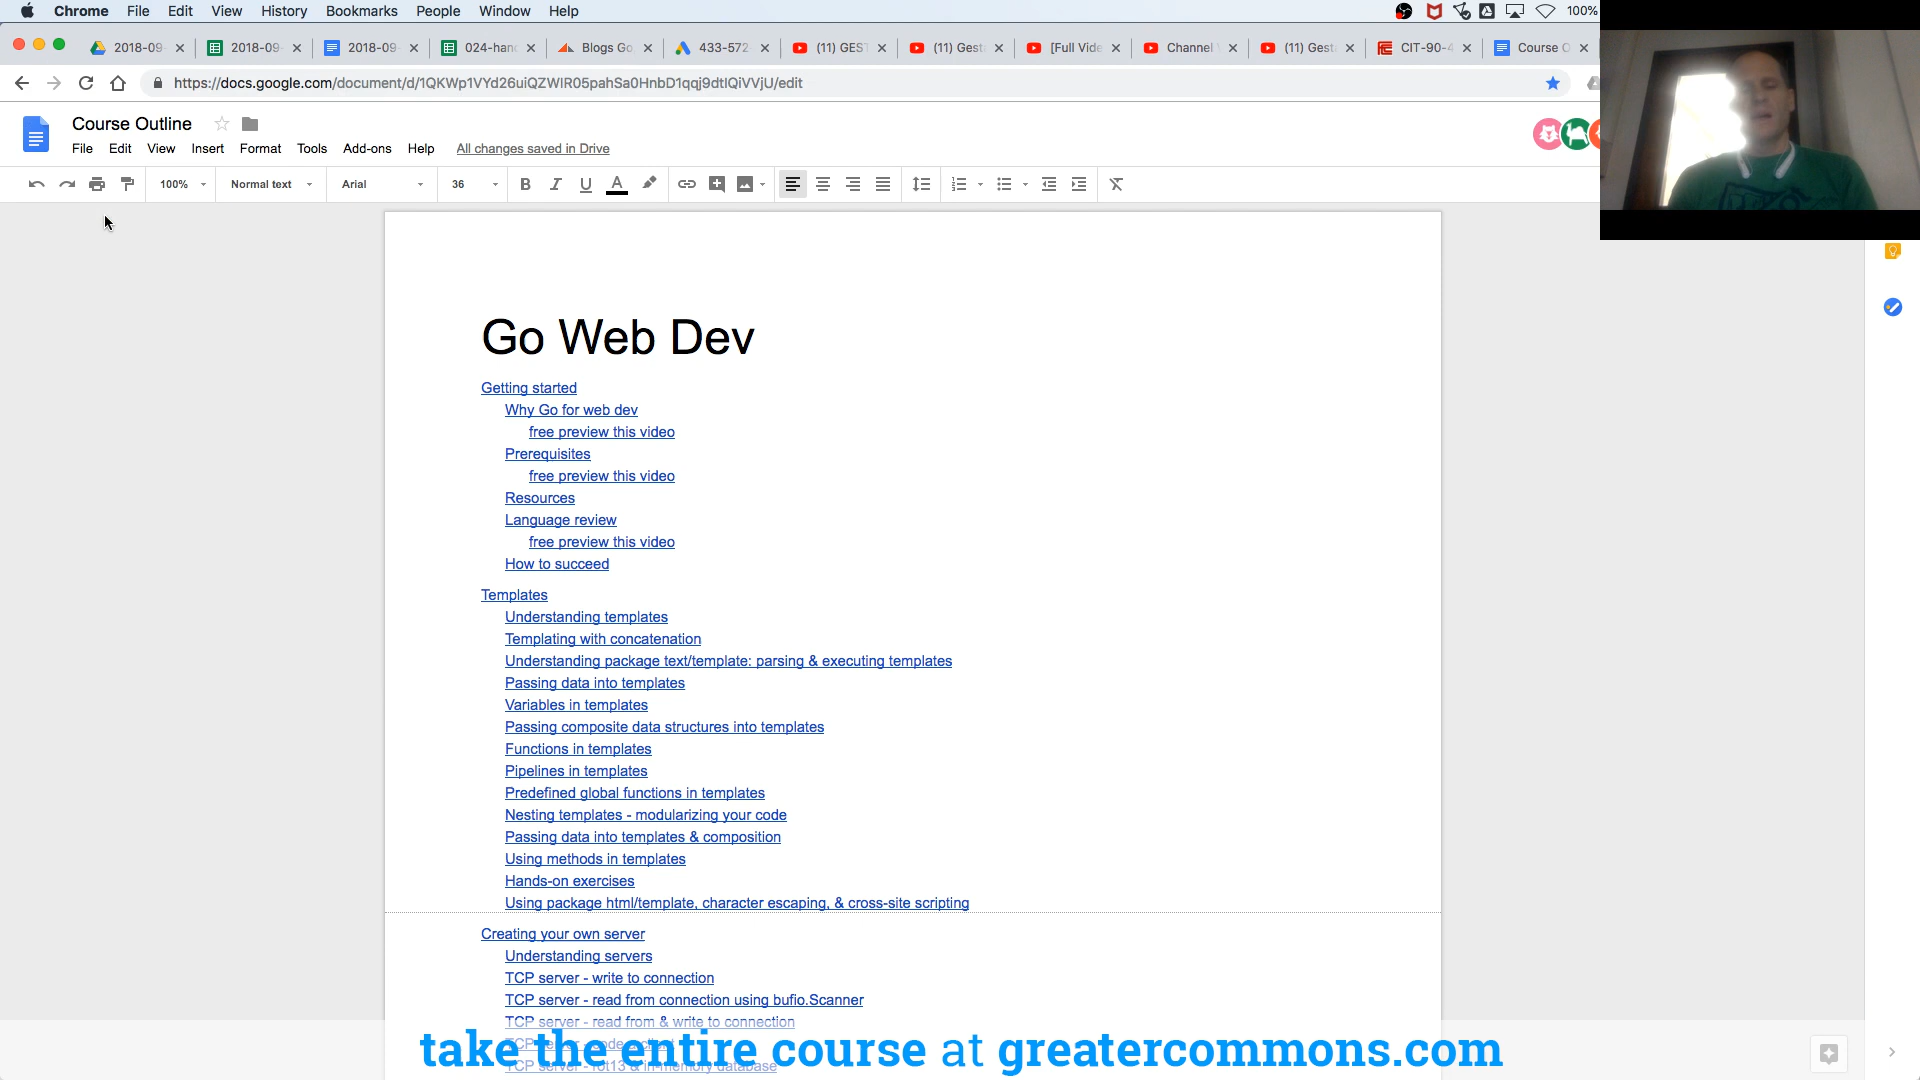 Chrome File Edit View History Bookmarks People Window Help 100%
2018-09- 2018-09- 2018-09- 024-hand Blogs Go 433-572 (11) GEST (11) Gesta [Full Vide Channel (11) Gesta CIT-90-4 Course O
https://docs.google.com/document/d/1QKWp1VYd26uiQZWIR05pahSa0HnbD1qqj9dtIQiVVjU/edit
Course Outline
File Edit View Insert Format Tools Add-ons Help All changes saved in Drive
100% Normal text Arial 36 B I U A
Go Web Dev
Getting started
Why Go for web dev
free preview this video
Prerequisites
free preview this video
Resources
Language review
free preview this video
How to succeed
Templates
Understanding templates
Templating with concatenation
Understanding package text/template: parsing & executing templates
Passing data into templates
Variables in templates
Passing composite data structures into templates
Functions in templates
Pipelines in templates
Predefined global functions in templates
Nesting templates - modularizing your code
Passing data into templates & composition
Using methods in templates
Hands-on exercises
Using package html/template, character escaping, & cross-site scripting
Creating your own server
Understanding servers
TCP server - write to connection
TCP server - read from connection using bufio.Scanner
TCP server - read from & write to connection
take the entire course at greatercommons.com
TCP server - rot13 & in-memory database